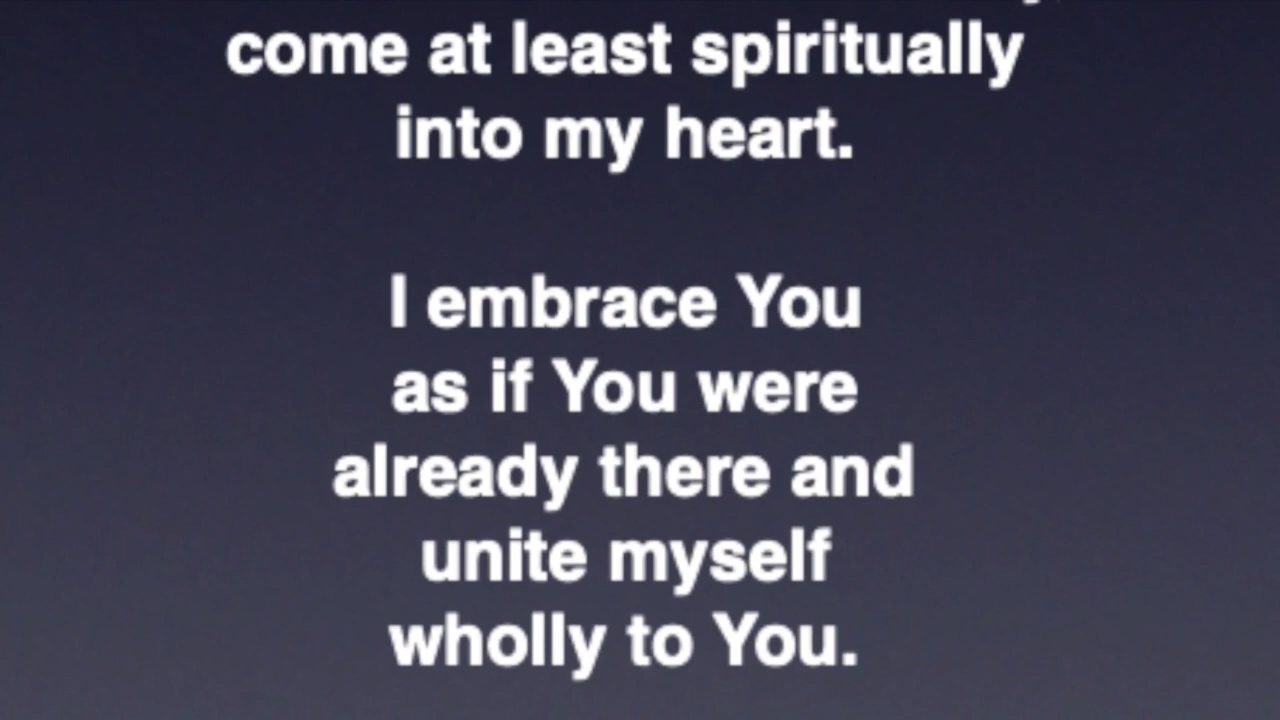 come at least spiritually
into my heart.
I embrace You
as if You were
already there and
unite myself
wholly to You.